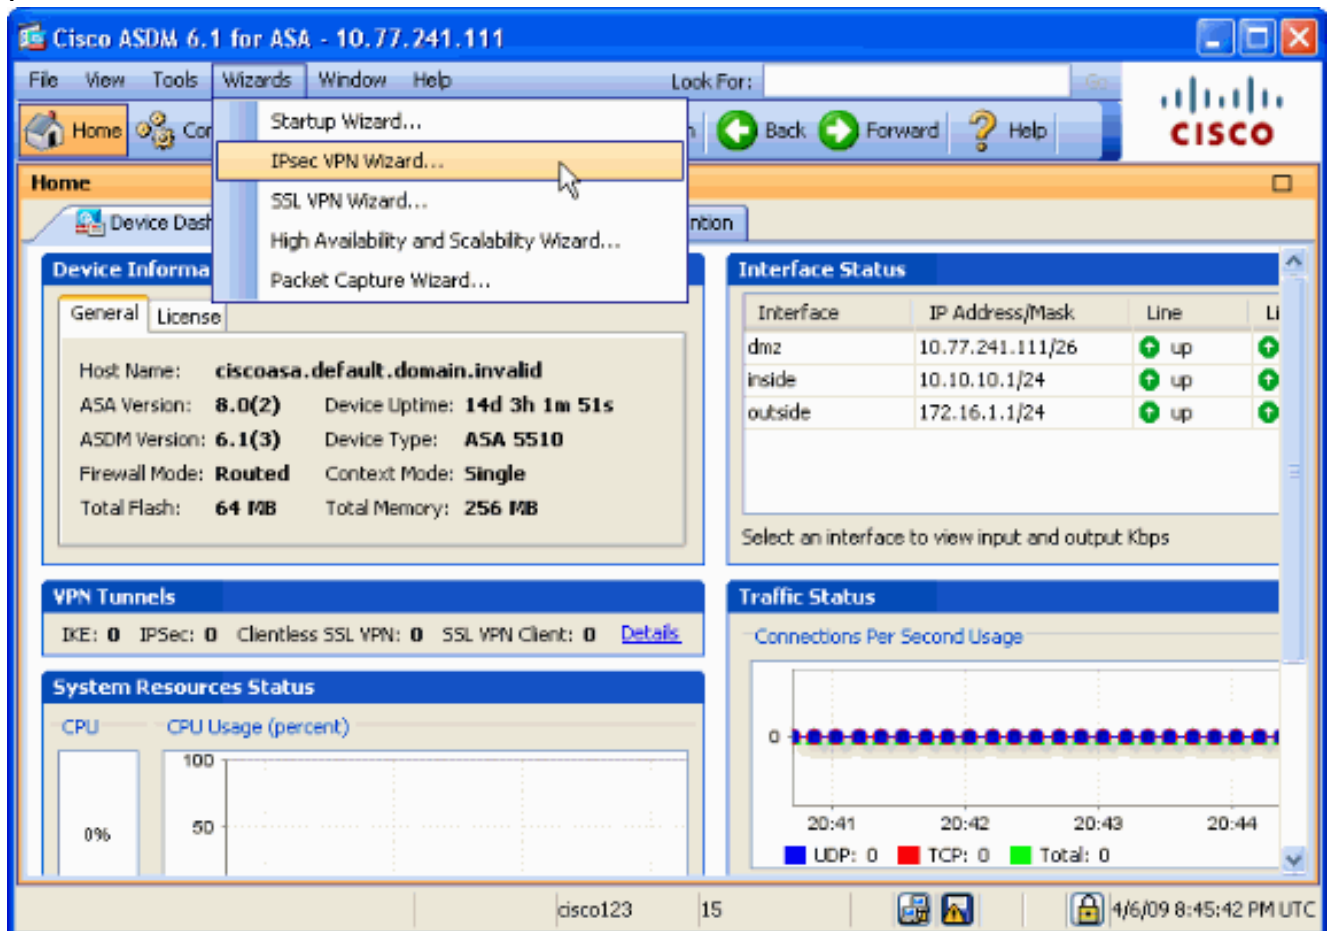 Cisco ASDM 6.1 for ASA - 10.77.241.111
File View Tools Wizards Window Help Look For: Go
Home Back Forward Help
CISCO
Startup Wizard...
IPsec VPN Wizard...
SSL VPN Wizard...
High Availability and Scalability Wizard...
Packet Capture Wizard...
Home
Device
Device
General License
Host Name: ciscoasa.default.domain.invalid
ASA Version: 8.0(2) Device Uptime: 14d 3h 1m 51s
ASDM Version: 6.1(3) Device Type: ASA 5510
Firewall Mode: Routed Context Mode: Single
Total Flash: 64 MB Total Memory: 256 MB
Interface Status
Interface IP Address/Mask Line
dmz 10.77.241.111/26 up
inside 10.10.10.1/24 up
outside 172.16.1.1/24 up
Select an interface to view input and output Kbps
VPN Tunnels
IKE: 0 IPSec: 0 Clientless SSL VPN: 0 SSL VPN Client: 0 Details
System Resources Status
CPU CPU Usage (percent)
100
50
0%
Traffic Status
Connections Per Second Usage
0
20:41 20:42 20:43 20:44
UDP: 0 TCP: 0 Total: 0
cisco123 15 4/6/09 8:45:42 PM UTC